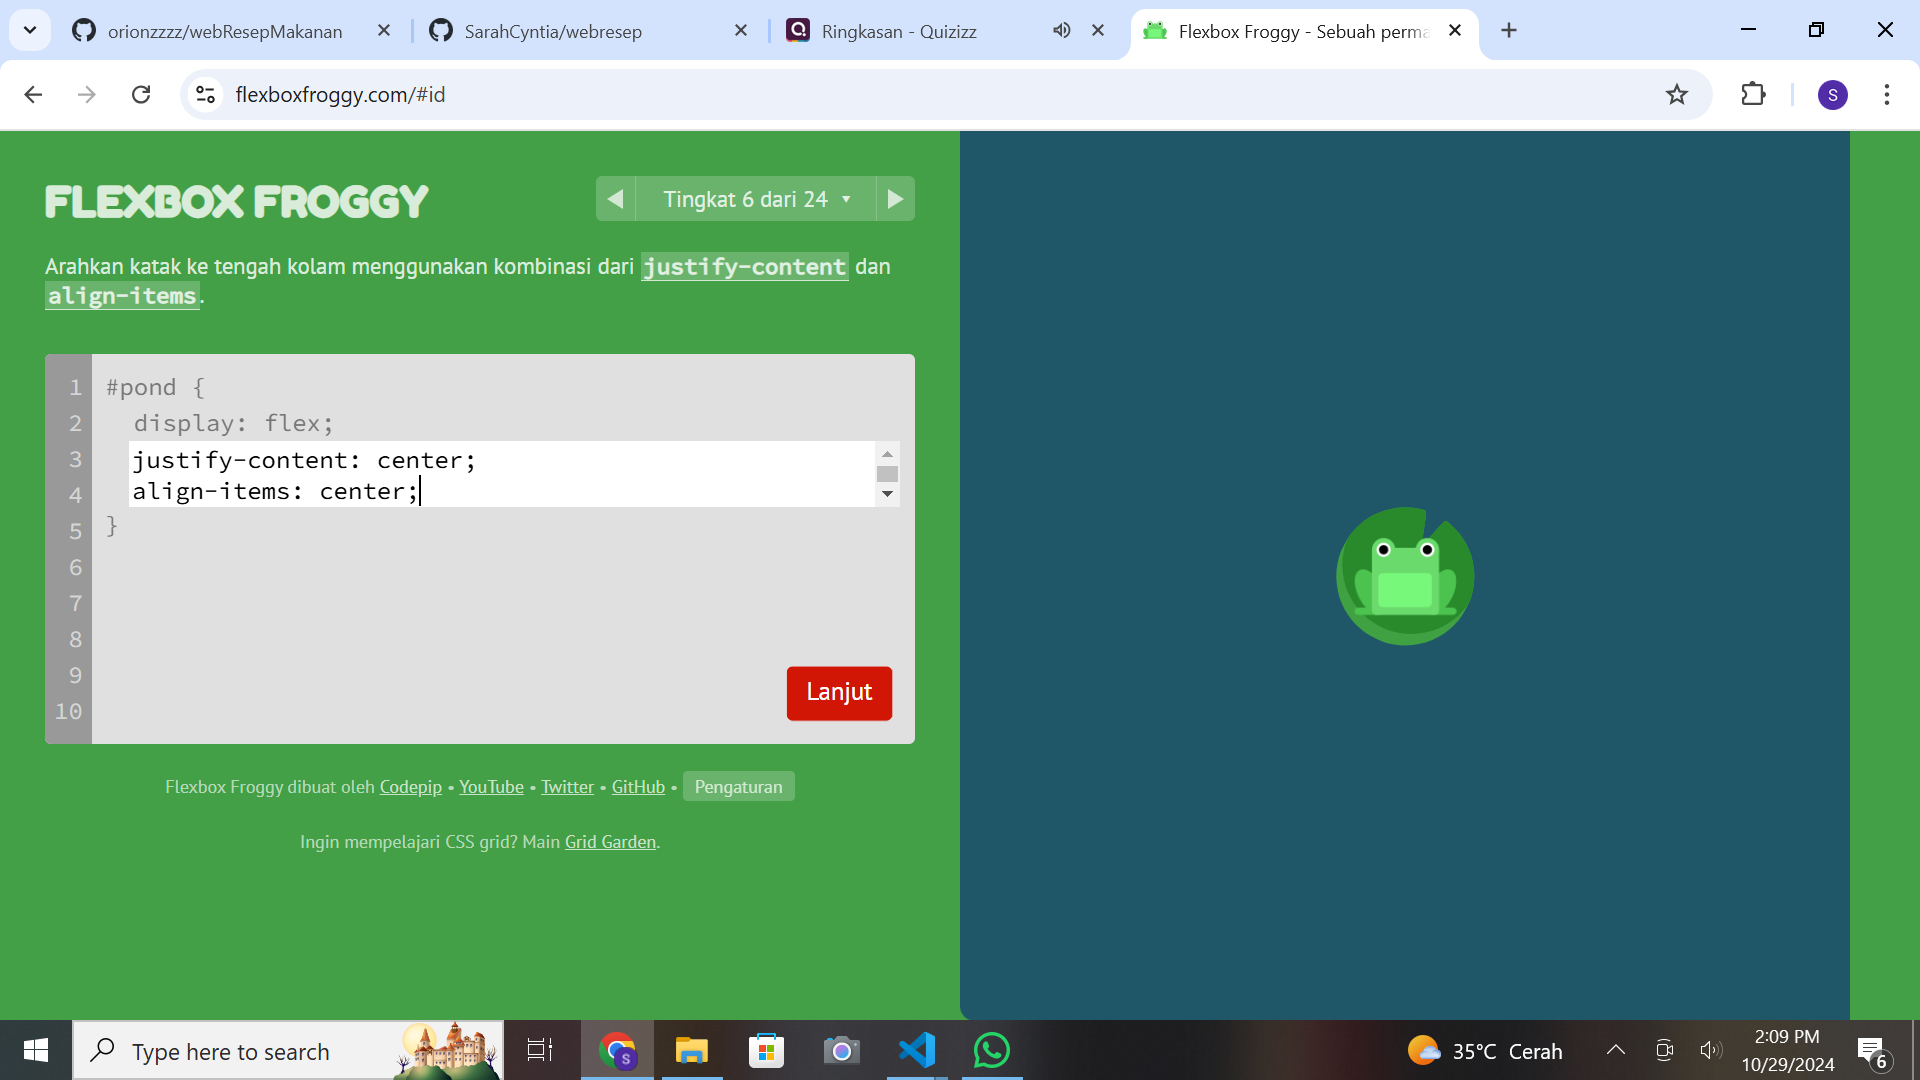 orionzzzz/webResepMakanan
SarahCyntia/webresep
Ringkasan - Quizizz
Flexbox Froggy - Sebuah perma
flexboxfroggy.com/#id
S
FLEXBOX FROGGY
Tingkat 6 dari 24
Arahkan katak ke tengah kolam menggunakan kombinasi dari justify-content dan
align-items.
1 #pond {
2 display: flex;
3 justify-content: center;
4 align-items: center;
5 }
6
7
8
9
10
Lanjut
Flexbox Froggy dibuat oleh Codepip • YouTube • Twitter • GitHub • Pengaturan
Ingin mempelajari CSS grid? Main Grid Garden.
Type here to search
S
35°C Cerah
2:09 PM
10/29/2024
6